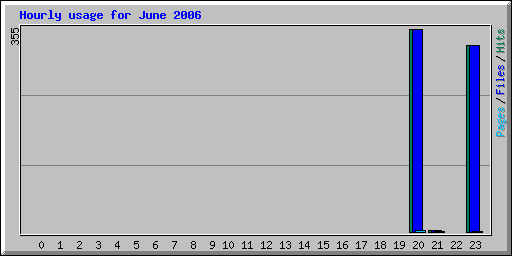 Hourly usage for June 2006
355
Pages/Files/Hits
0 1 2 3 4 5 6 7 8 9 10 11 12 13 14 15 16 17 18 19 20 21 22 23